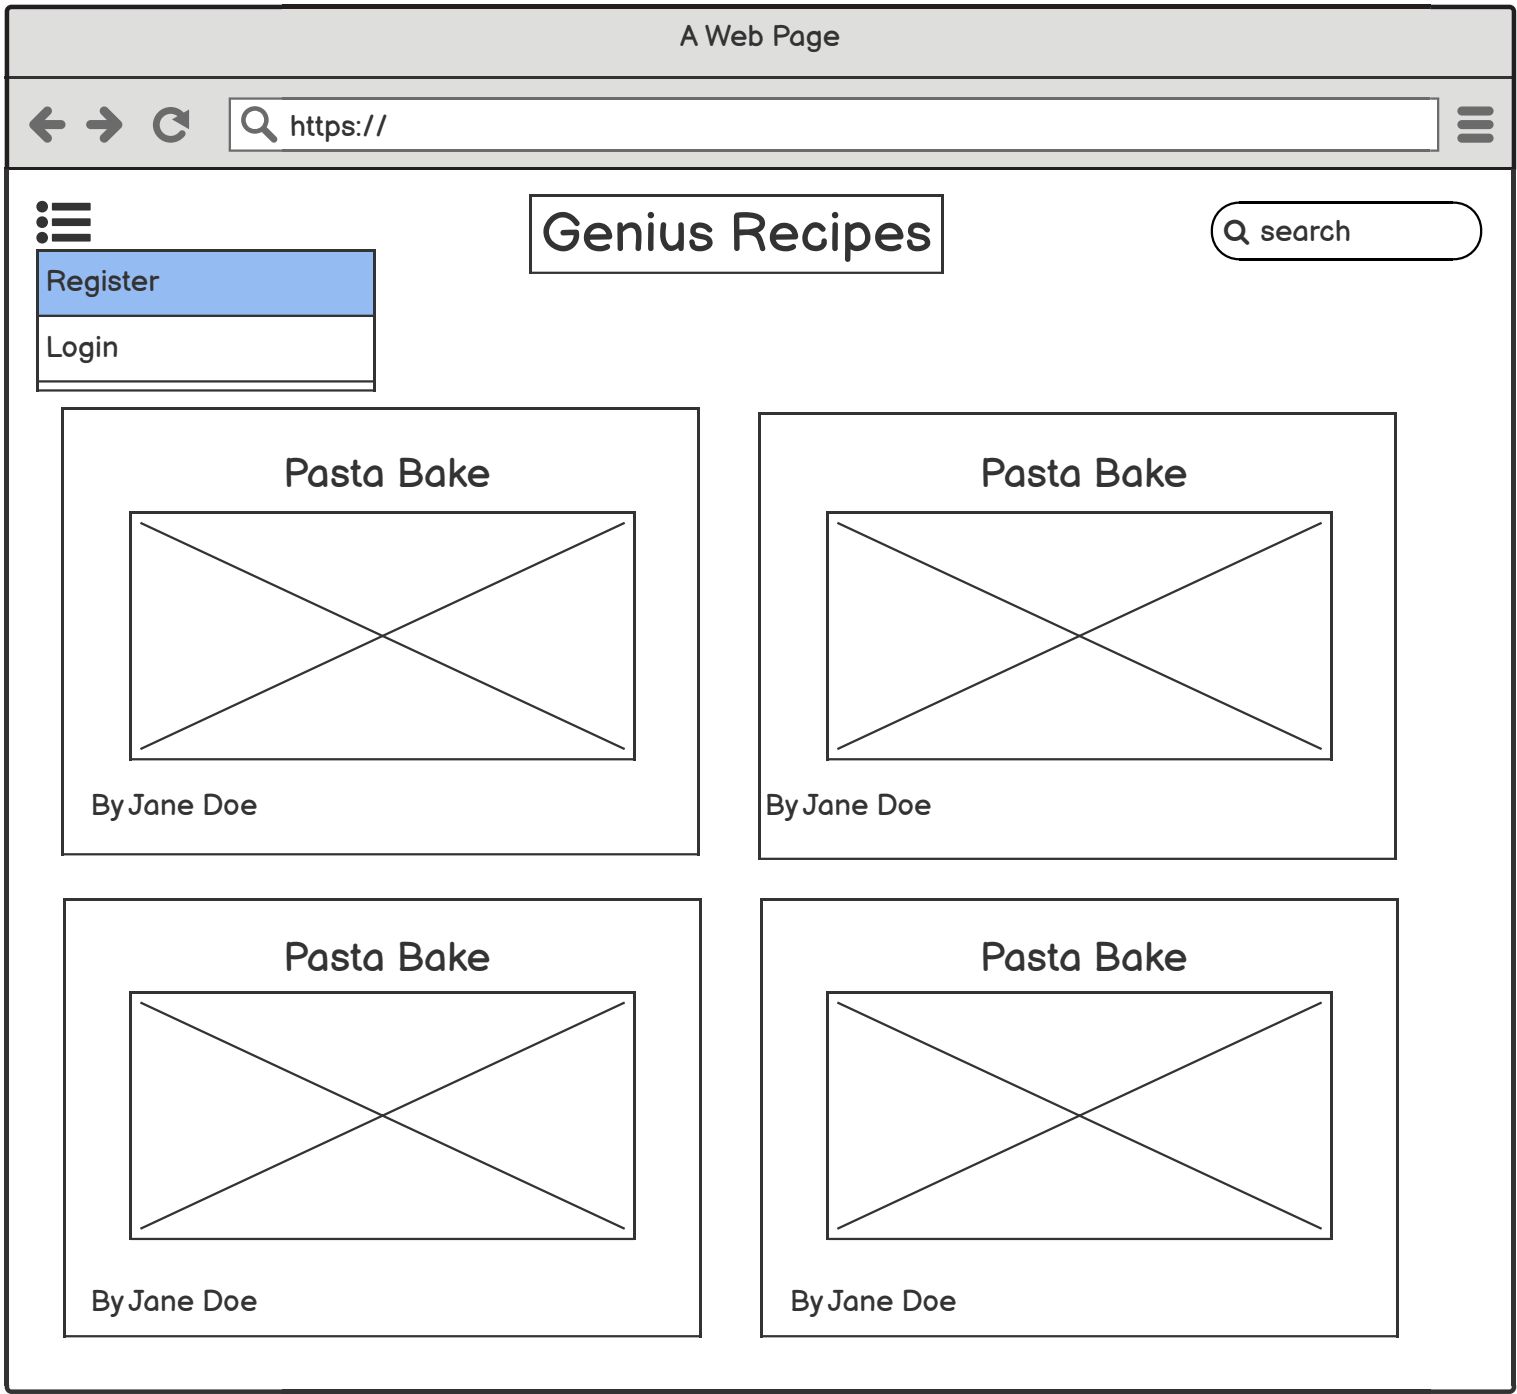 A Web Page
https://
Genius Recipes
search
Register
Login
Pasta Bake
Pasta Bake
By Jane Doe
By Jane Doe
Pasta Bake
Pasta Bake
By Jane Doe
By Jane Doe